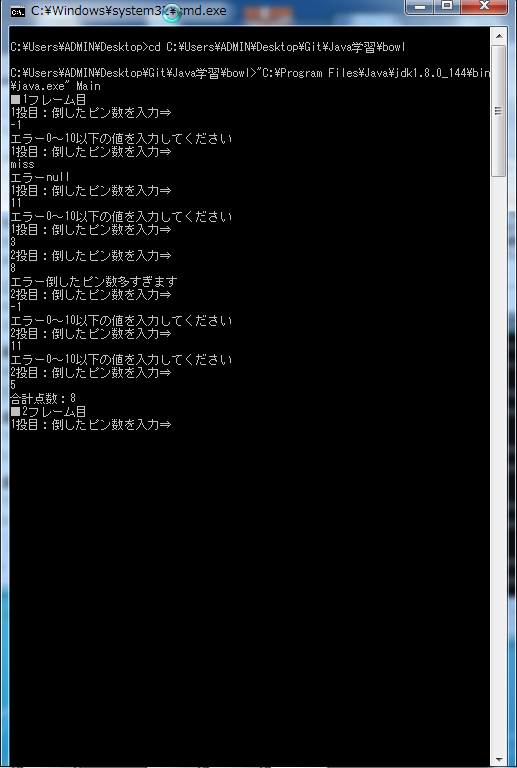 C:¥Windows¥system32¥cmd.exe
C:¥Users¥ADMIN¥Desktop>cd C:¥Users¥ADMIN¥Desktop¥Git¥Java学習¥bowl
C:¥Users¥ADMIN¥Desktop¥Git¥Java学習¥bowl>"C:¥Program Files¥Java¥jdk1.8.0_144¥bin
¥java.exe" Main
■1フレーム目
1投目：倒したピン数を入力⇒
-1
エラー0～10以下の値を入力してください
1投目：倒したピン数を入力⇒
miss
エラーnull
1投目：倒したピン数を入力⇒
11
エラー0～10以下の値を入力してください
1投目：倒したピン数を入力⇒
3
2投目：倒したピン数を入力⇒
8
エラー倒したピン数多すぎます
2投目：倒したピン数を入力⇒
-1
エラー0～10以下の値を入力してください
2投目：倒したピン数を入力⇒
11
エラー0～10以下の値を入力してください
2投目：倒したピン数を入力⇒
5
合計点数：8
■2フレーム目
1投目：倒したピン数を入力⇒